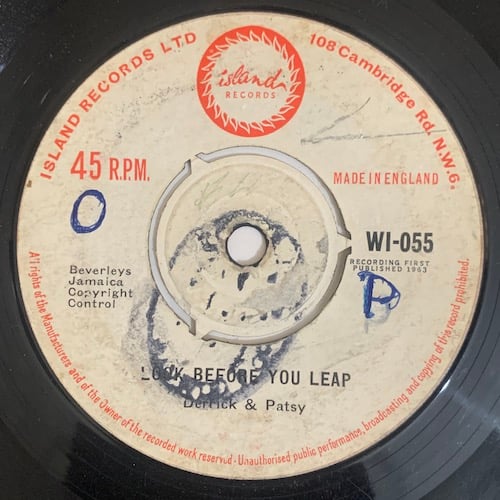 ISLAND RECORDS LTD
108 Cambridge Rd. N.W.6.
island
RECORDS
45 R.P.M.
MADE IN ENGLAND
O
WI-055
RECORDING FIRST
PUBLISHED 1963
Beverleys
Jamaica
Copyright
Control
P
LOOK BEFORE YOU LEAP
Derrick & Patsy
All rights of the Manufacturers and of the Owner of the recorded work reserved - Unauthorised public performance, broadcasting and copying of this record prohibited.